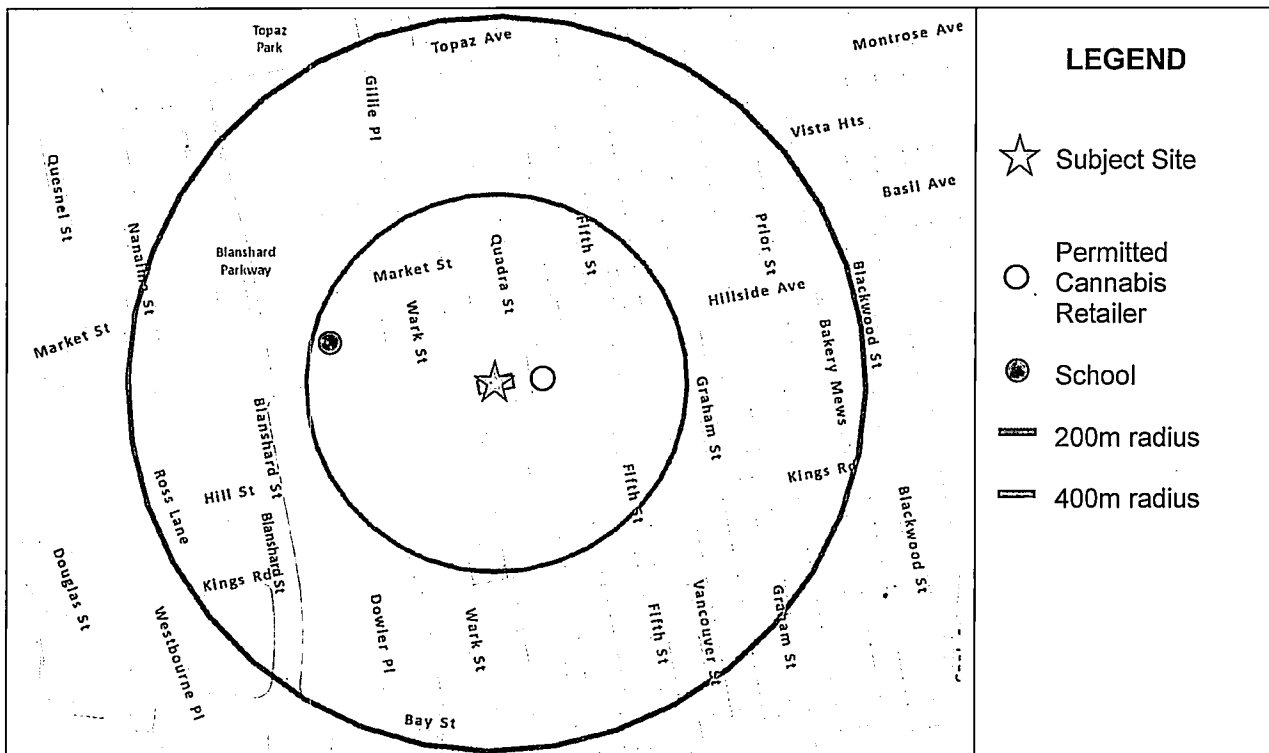 Topaz
Park
Topaz Ave
Montrose Ave
Gillie Pl
Vista Hts
Quesnel St
Basil Ave
Nanaimo St
Blanshard
Parkway
Market St
Quadra St
Fifth St
Prior St
Hillside Ave
Blackwood St
Market St
Wark St
Bakery Mews
Graham St
Blanshard St
Ross Lane
Hill St
Fifth St
Kings Rd
Blackwood St
Blanshard St
Kings Rd
Douglas St
Westbourne Pl
Dowler Pl
Wark St
Fifth St
Vancouver St
Graham St
Bay St
LEGEND
Subject Site
Permitted
Cannabis
Retailer
School
200m radius
400m radius